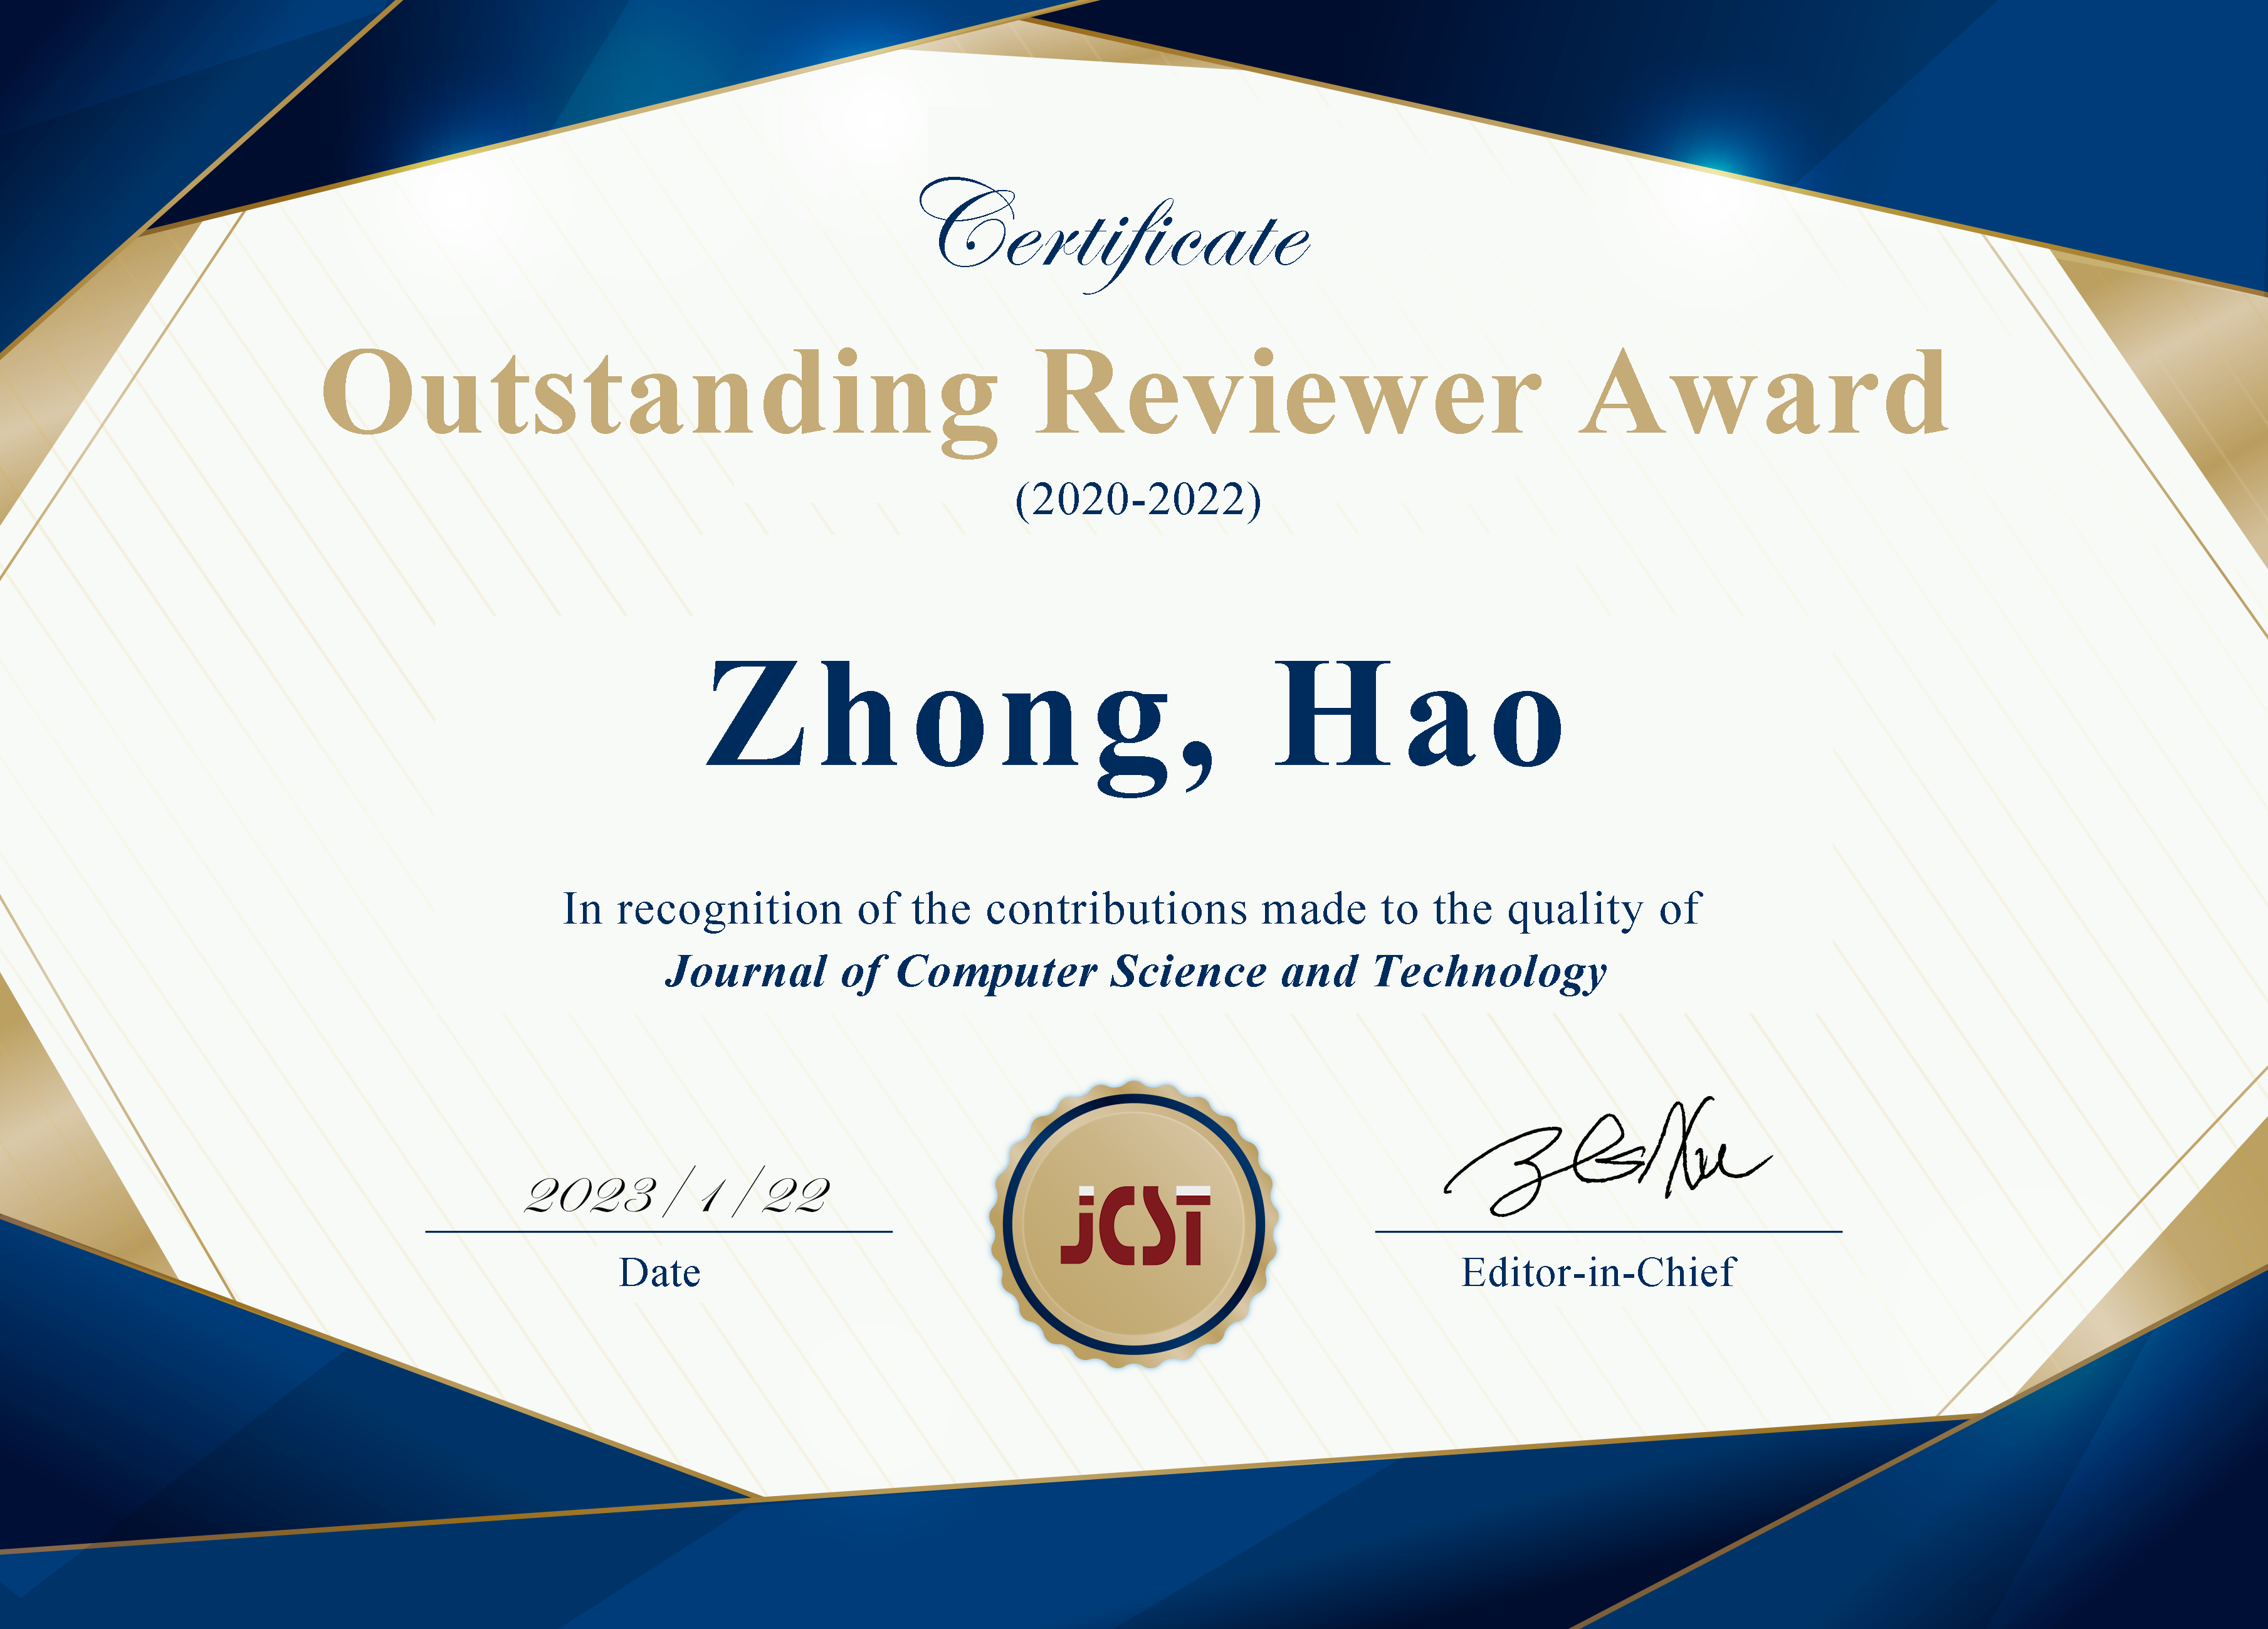 Certificate
Outstanding Reviewer Award
(2020-2022)
Zhong, Hao
In recognition of the contributions made to the quality of
Journal of Computer Science and Technology
2023/1/22
Date
JCST
Editor-in-Chief